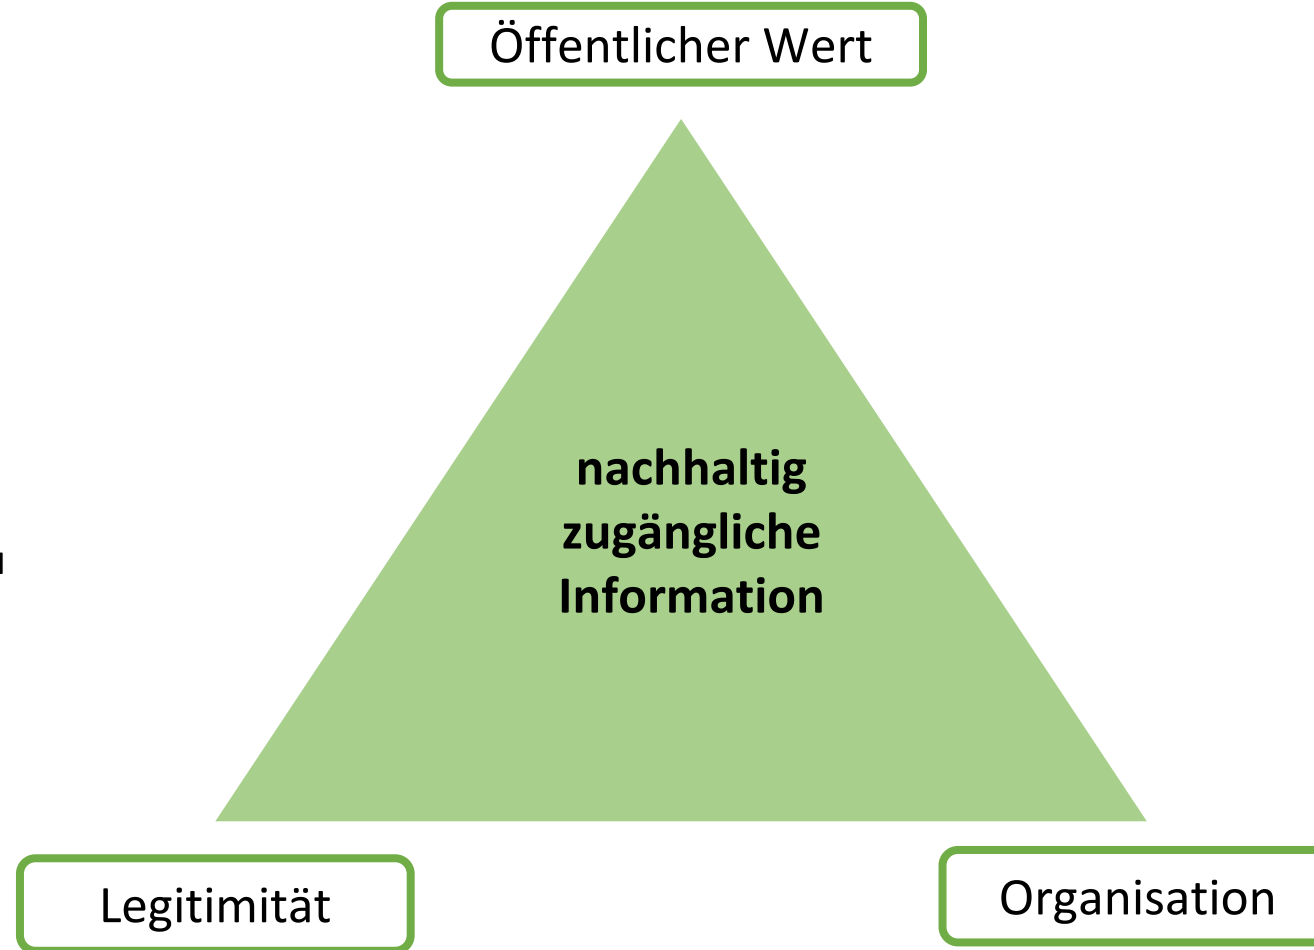 Öffentlicher Wert
nachhaltig
zugängliche
Information
Legitimität
Organisation